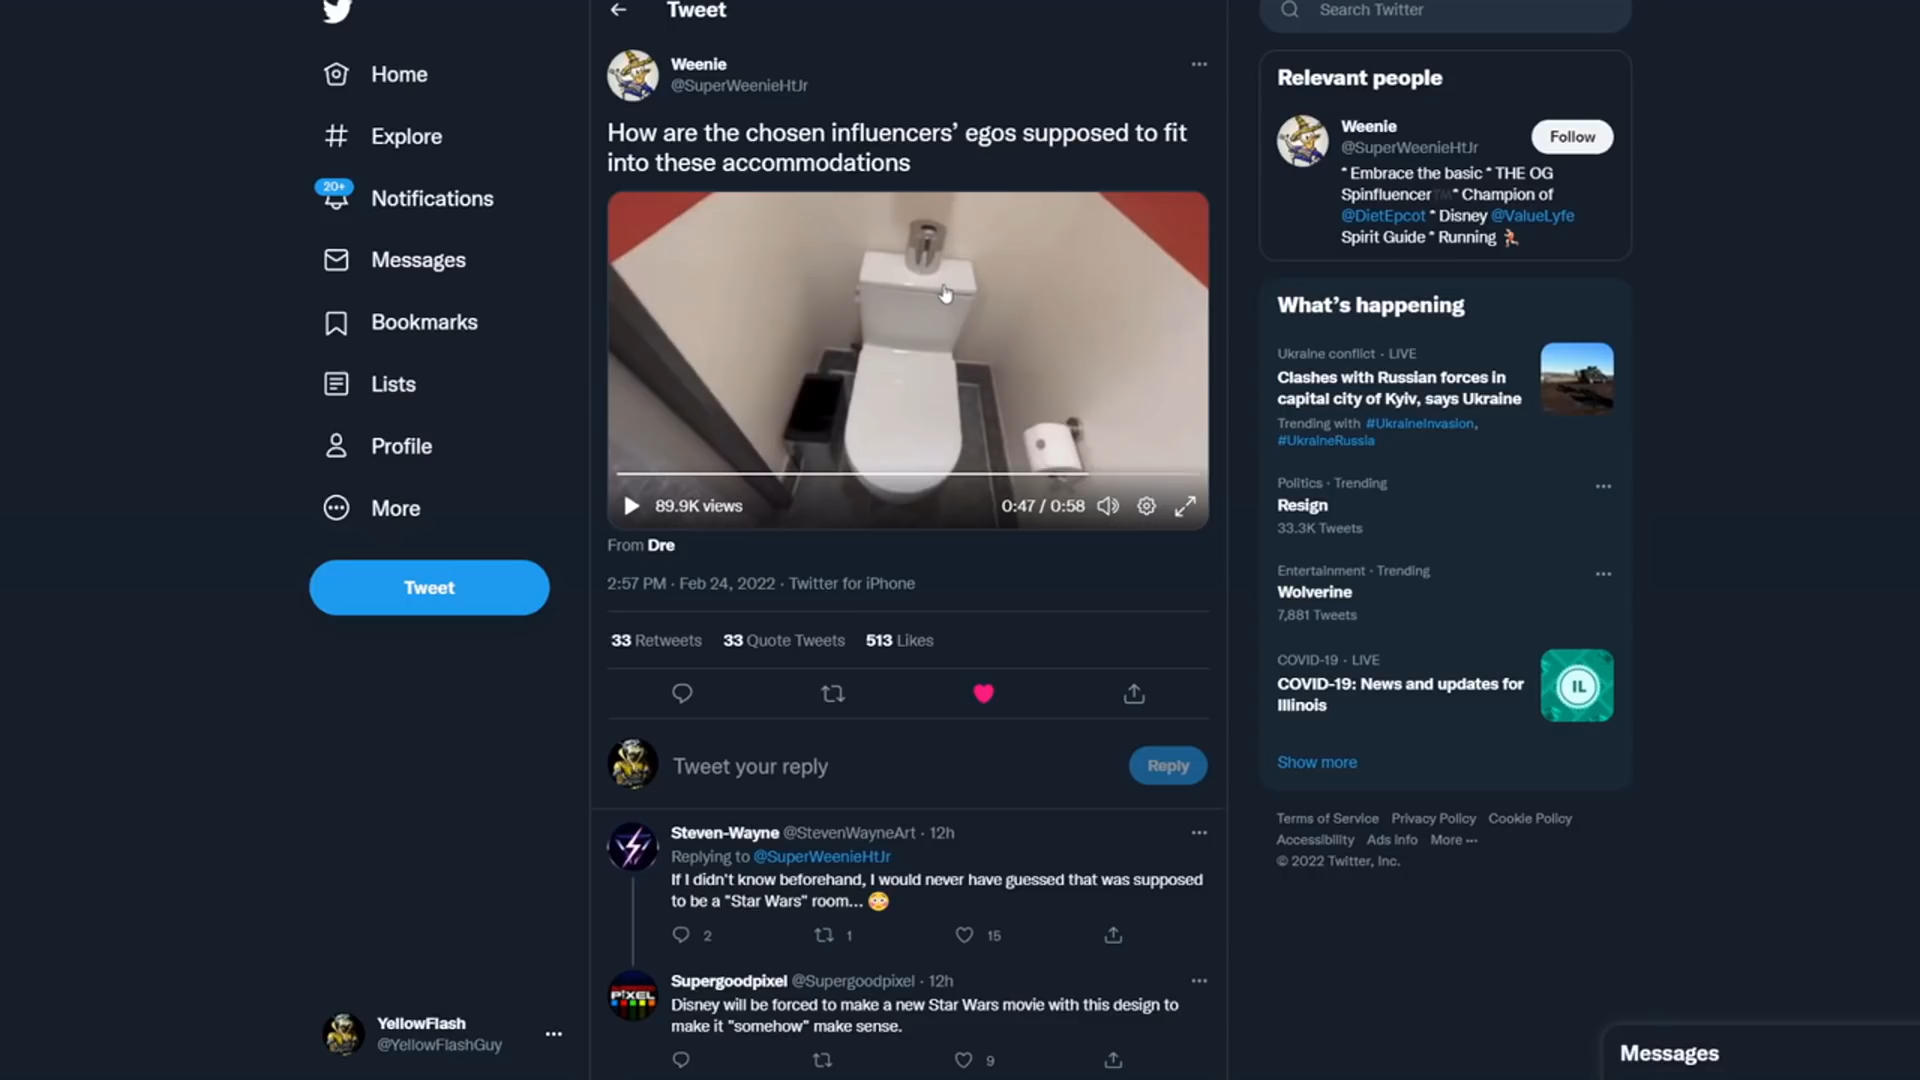 Home
Explore
20+
Notifications
Messages
Bookmarks
Lists
Profile
More
Tweet
YellowFlash
@YellowFlashGuy
Tweet
Weenie
@SuperWeenieHtJr
How are the chosen influencers’ egos supposed to fit
into these accommodations
89.9K views
0:47 / 0:58
From Dre
2:57 PM · Feb 24, 2022 · Twitter for iPhone
33 Retweets 33 Quote Tweets 513 Likes
Tweet your reply
Reply
Steven-Wayne @StevenWayneArt · 12h
Replying to @SuperWeenieHtJr
If I didn't know beforehand, I would never have guessed that was supposed
to be a "Star Wars" room... 😳
2 1 15
PIXEL
Supergoodpixel @Supergoodpixel · 12h
Disney will be forced to make a new Star Wars movie with this design to
make it "somehow" make sense.
9
Search Twitter
Relevant people
Weenie
@SuperWeenieHtJr
Follow
* Embrace the basic * THE OG
Spinfluencer™️ * Champion of
@DietEpcot * Disney @ValueLyfe
Spirit Guide * Running 🏃
What’s happening
Ukraine conflict · LIVE
Clashes with Russian forces in
capital city of Kyiv, says Ukraine
Trending with #UkraineInvasion,
#UkraineRussia
Politics · Trending
Resign
33.3K Tweets
Entertainment · Trending
Wolverine
7,881 Tweets
COVID-19 · LIVE
COVID-19: News and updates for
Illinois
IL
Show more
Terms of Service Privacy Policy Cookie Policy
Accessibility Ads info More ···
© 2022 Twitter, Inc.
Messages